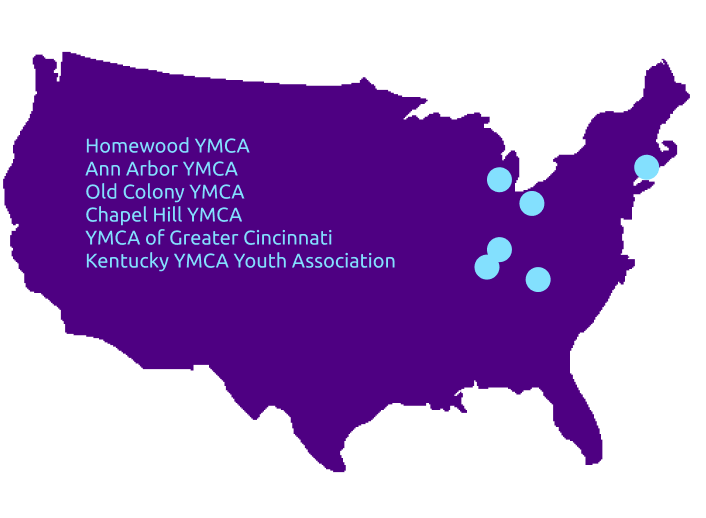 Homewood YMCA
Ann Arbor YMCA
Old Colony YMCA
Chapel Hill YMCA
YMCA of Greater Cincinnati
Kentucky YMCA Youth Association